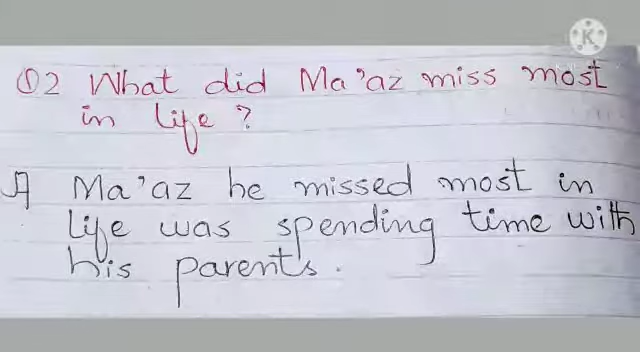 Q2 What did Ma'az miss most
in life ?
A Ma'az he missed most in
life was spending time with
his parents.
K